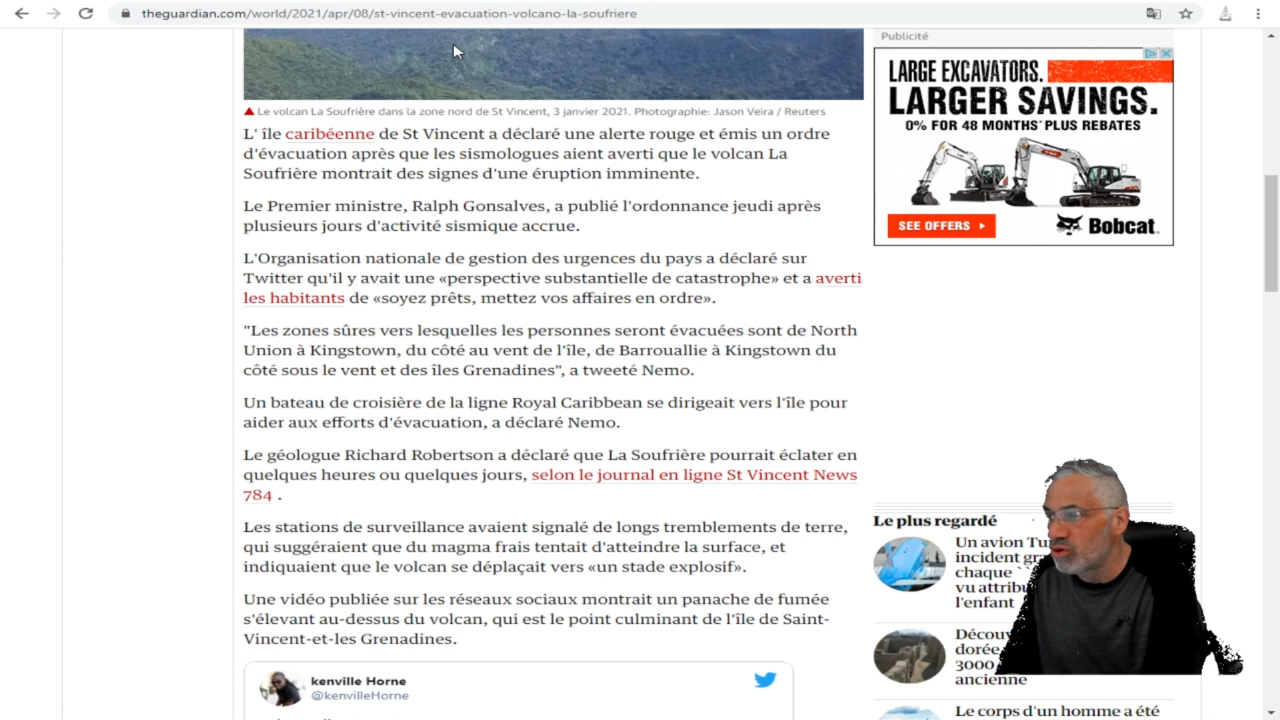 theguardian.com/world/2021/apr/08/st-vincent-evacuation-volcano-la-soufriere
Le volcan La Soufrière dans la zone nord de St Vincent, 3 janvier 2021. Photographie: Jason Veira / Reuters
L' île caribéenne de St Vincent a déclaré une alerte rouge et émis un ordre
d'évacuation après que les sismologues aient averti que le volcan La
Soufrière montrait des signes d'une éruption imminente.
Le Premier ministre, Ralph Gonsalves, a publié l'ordonnance jeudi après
plusieurs jours d'activité sismique accrue.
L'Organisation nationale de gestion des urgences du pays a déclaré sur
Twitter qu'il y avait une «perspective substantielle de catastrophe» et a averti
les habitants de «soyez prêts, mettez vos affaires en ordre».
"Les zones sûres vers lesquelles les personnes seront évacuées sont de North
Union à Kingstown, du côté au vent de l'île, de Barrouallie à Kingstown du
côté sous le vent et des îles Grenadines", a tweeté Nemo.
Un bateau de croisière de la ligne Royal Caribbean se dirigeait vers l'île pour
aider aux efforts d'évacuation, a déclaré Nemo.
Le géologue Richard Robertson a déclaré que La Soufrière pourrait éclater en
quelques heures ou quelques jours, selon le journal en ligne St Vincent News
784 .
Les stations de surveillance avaient signalé de longs tremblements de terre,
qui suggéraient que du magma frais tentait d'atteindre la surface, et
indiquaient que le volcan se déplaçait vers «un stade explosif».
Une vidéo publiée sur les réseaux sociaux montrait un panache de fumée
s'élevant au-dessus du volcan, qui est le point culminant de l'île de Saint-
Vincent-et-les Grenadines.
kenville Horne
@kenvilleHorne
Publicité
LARGE EXCAVATORS.
LARGER SAVINGS.
0% FOR 48 MONTHS* PLUS REBATES
SEE OFFERS
Bobcat.
Le plus regardé
Un avion
incident
chaque
vu
l'enfant
3000
ancienne
Le corps d'un homme a été